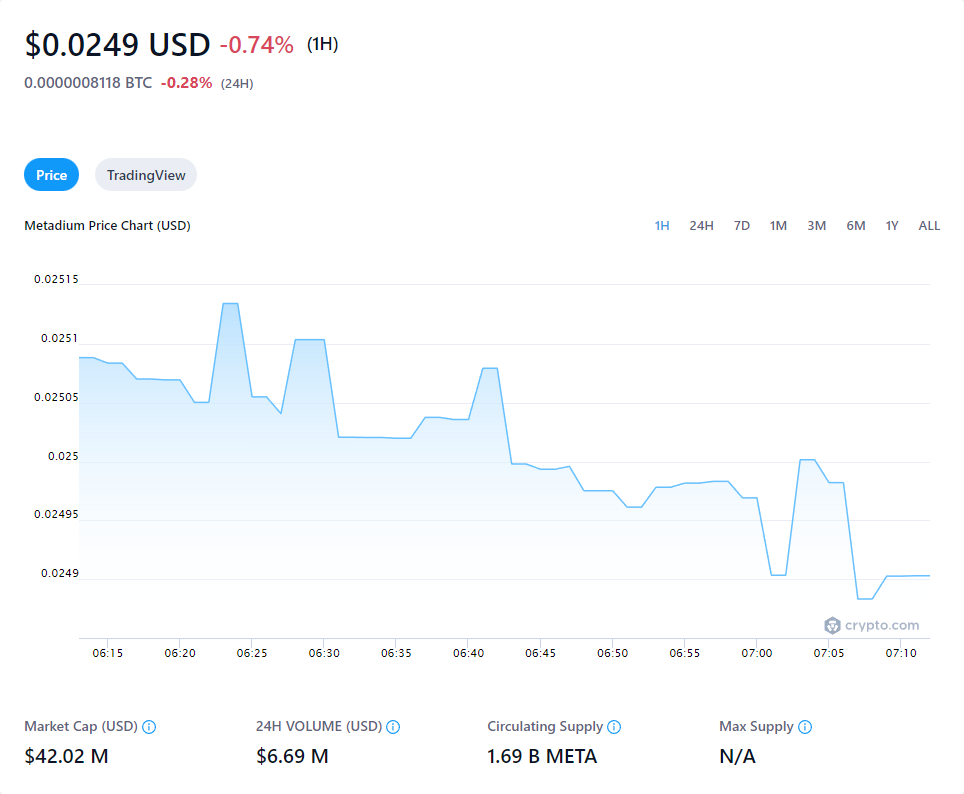 $0.0249 USD -0.74% (1H)
0.0000008118 BTC -0.28% (24H)
Price TradingView
Metadium Price Chart (USD) 1H 24H 7D 1M 3M 6M 1Y ALL
0.02515
0.0251
0.02505
0.025
0.02495
0.0249
crypto.com
06:15 06:20 06:25 06:30 06:35 06:40 06:45 06:50 06:55 07:00 07:05 07:10
Market Cap (USD) 24H VOLUME (USD) Circulating Supply Max Supply
$42.02 M $6.69 M 1.69 B META N/A